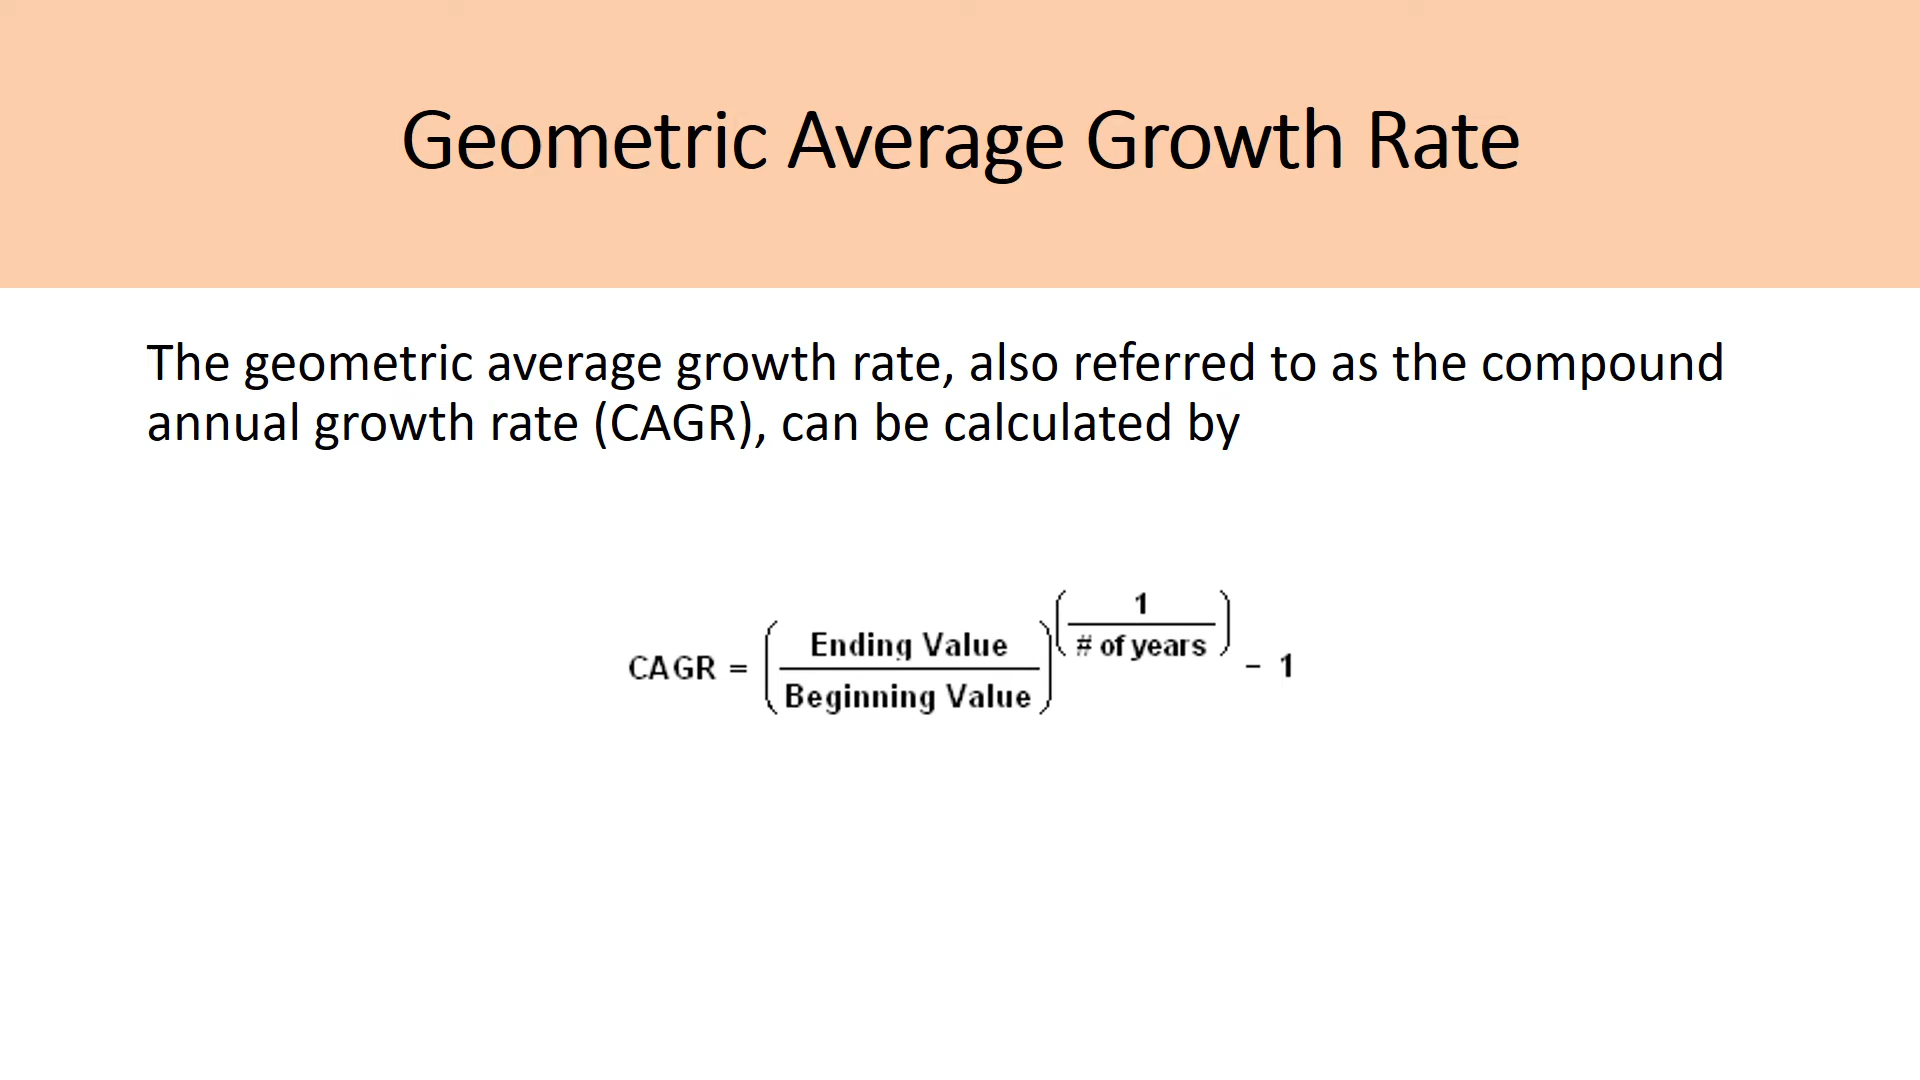 Geometric Average Growth Rate
The geometric average growth rate, also referred to as the compound
annual growth rate (CAGR), can be calculated by
CAGR = (Ending Value / Beginning Value)^(1 / # of years) − 1